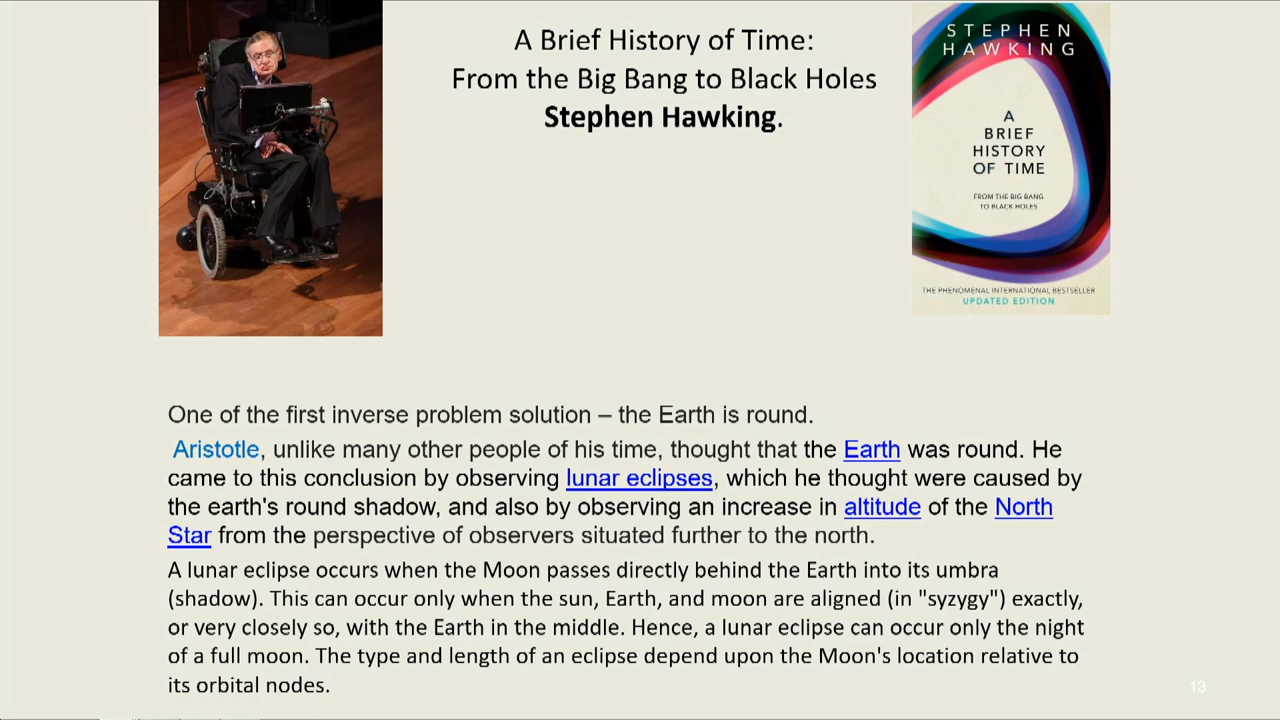 A Brief History of Time:
From the Big Bang to Black Holes
Stephen Hawking.
STEPHEN
HAWKING
A
BRIEF
HISTORY
OF TIME
FROM THE BIG BANG
TO BLACK HOLES
THE PHENOMENAL INTERNATIONAL BESTSELLER
UPDATED EDITION
One of the first inverse problem solution – the Earth is round.
Aristotle, unlike many other people of his time, thought that the Earth was round. He
came to this conclusion by observing lunar eclipses, which he thought were caused by
the earth's round shadow, and also by observing an increase in altitude of the North
Star from the perspective of observers situated further to the north.
A lunar eclipse occurs when the Moon passes directly behind the Earth into its umbra
(shadow). This can occur only when the sun, Earth, and moon are aligned (in "syzygy") exactly,
or very closely so, with the Earth in the middle. Hence, a lunar eclipse can occur only the night
of a full moon. The type and length of an eclipse depend upon the Moon's location relative to
its orbital nodes.
13